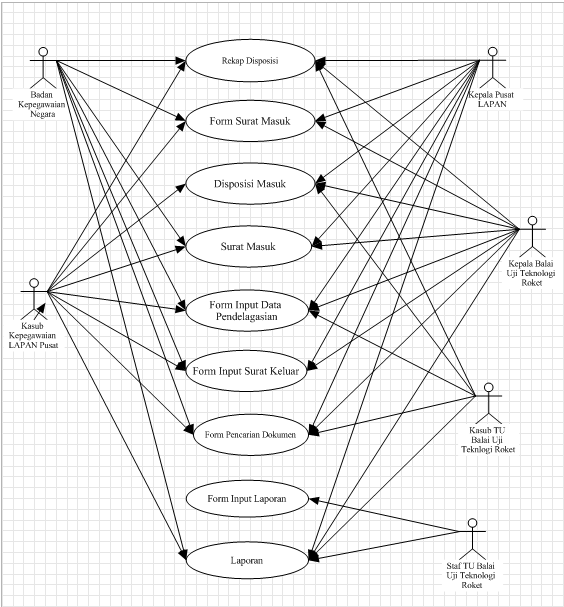 Rekap Disposisi
Badan
Kepegawaian
Negara
Kepala Pusat
LAPAN
Form Surat Masuk
Disposisi Masuk
Surat Masuk
Kepala Balai
Uji Teknologi
Roket
Form Input Data
Pendelagasian
Kasub
Kepegawaian
LAPAN Pusat
Form Input Surat Keluar
Kasub TU
Balai Uji
Teknlogi Roket
Form Pencarian Dokumen
Form Input Laporan
Laporan
Staf TU Balai
Uji Teknologi
Roket